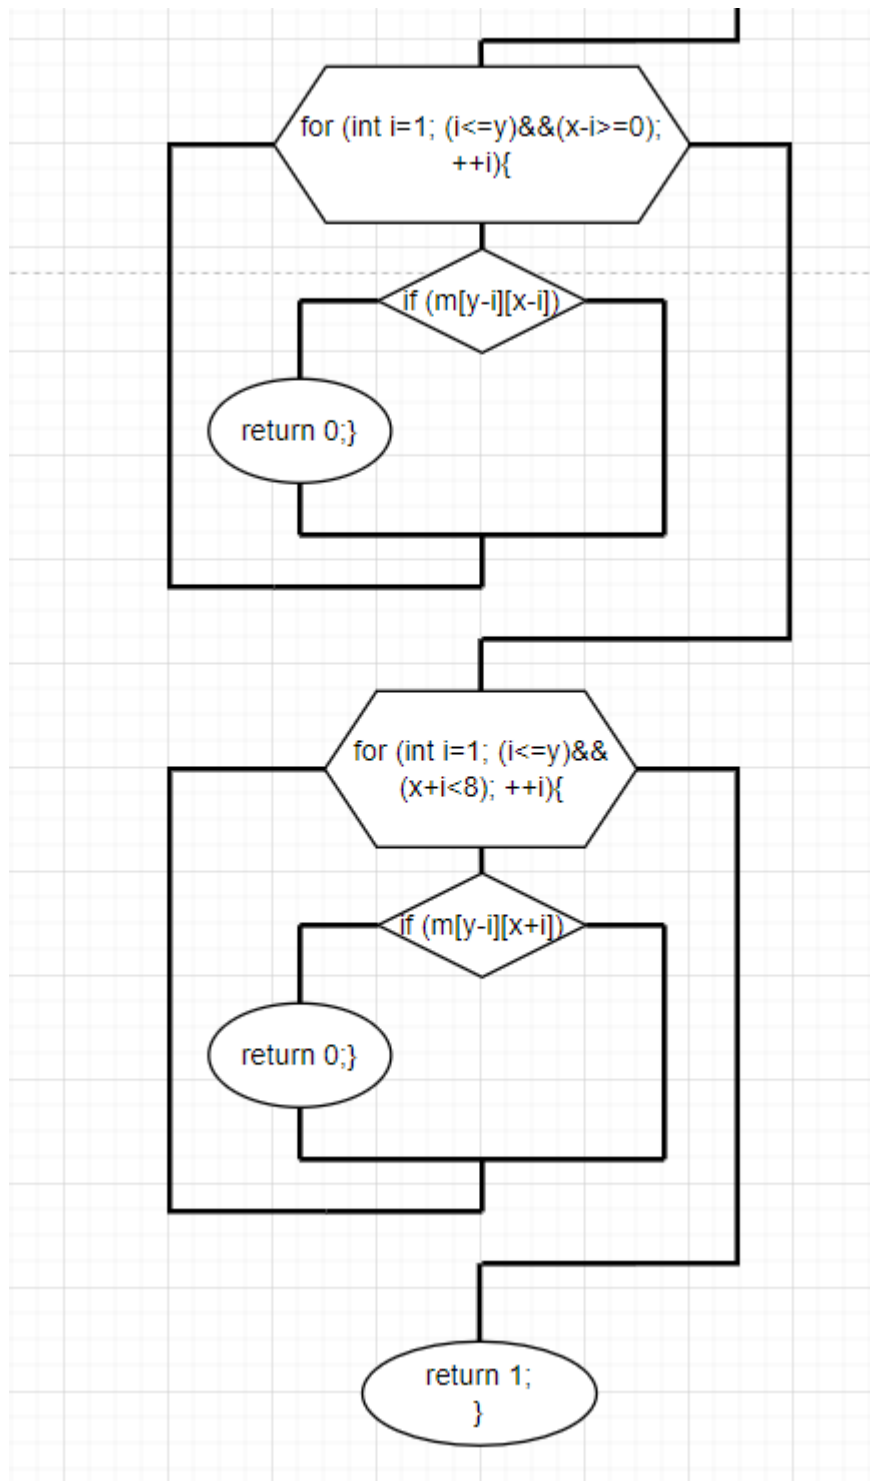 for (int i=1; (i<=y)&&(x-i>=0);
++i){
if (m[y-i][x-i])
return 0;}
for (int i=1; (i<=y)&&
(x+i<8); ++i){
if (m[y-i][x+i])
return 0;}
return 1;
}